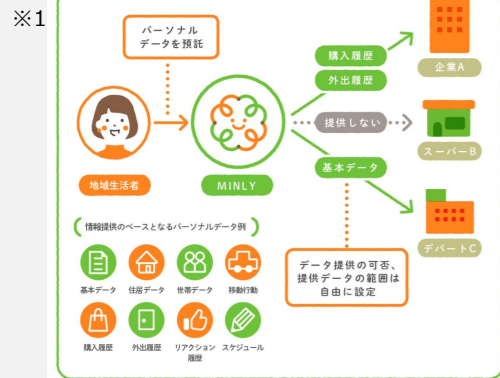 ※1
パーソナル
データを預託
購入履歴
外出履歴
企業A
提供しない
スーパーB
基本データ
地域生活者
MINLY
デパートC
情報提供のベースとなるパーソナルデータ例
データ提供の可否、
提供データの範囲は
自由に設定
基本データ 住居データ 世帯データ 移動行動
購入履歴 外出履歴 リアクション スケジュール
履歴